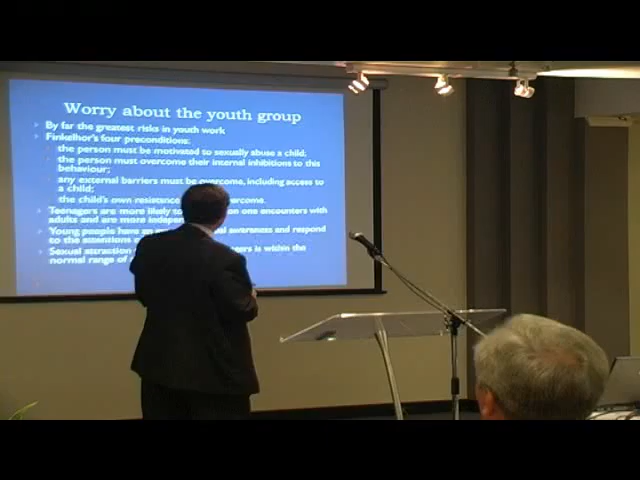 Worry about the youth group
By far the greatest risks in youth work
Finkelhor's four preconditions:
the person must be motivated to sexually abuse a child;
the person must overcome their internal inhibitions to this
behaviour;
any external barriers must be overcome, including access to
a child;
the child's own resistance overcome.
Teenagers are more likely to on one encounters with
adults and are more indepen
Young people have an awareness and respond
to the attentions
Sexual attraction is within the
normal range of